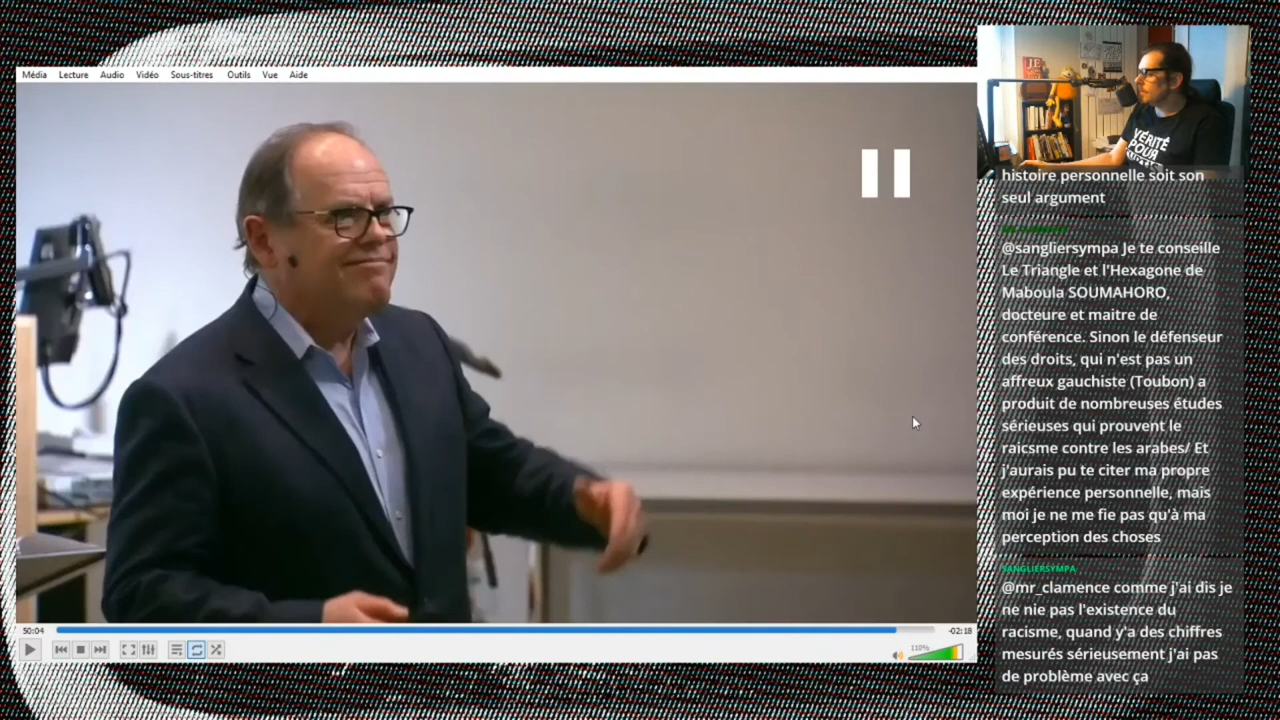 Média Lecture Audio Vidéo Sous-titres Outils Vue Aide
JE
VÉRITÉ
POUR
histoire personnelle soit son
seul argument
@sangliersympa Je te conseille
Le Triangle et l'Hexagone de
Maboula SOUMAHORO,
docteure et maitre de
conférence. Sinon le défenseur
des droits, qui n'est pas un
affreux gauchiste (Toubon) a
produit de nombreuses études
sérieuses qui prouvent le
raicsme contre les arabes/ Et
j'aurais pu te citer ma propre
expérience personnelle, mais
moi je ne me fie pas qu'à ma
perception des choses
SANGLIERSYMPA
@mr_clamence comme j'ai dis je
ne nie pas l'existence du
racisme, quand y'a des chiffres
mesurés sérieusement j'ai pas
de problème avec ça
50:04
-02:18
110%